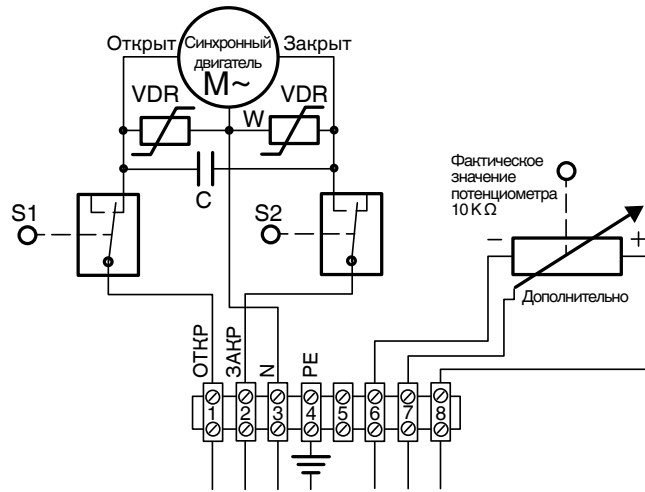 Открыт
Синхронный
двигатель
M~
Закрыт
VDR
W
VDR
C
S1
S2
Фактическое
значение
потенциометра
10 K Ω
−
+
Дополнительно
ОТКР
ЗАКР
N
PE
1
2
3
4
5
6
7
8